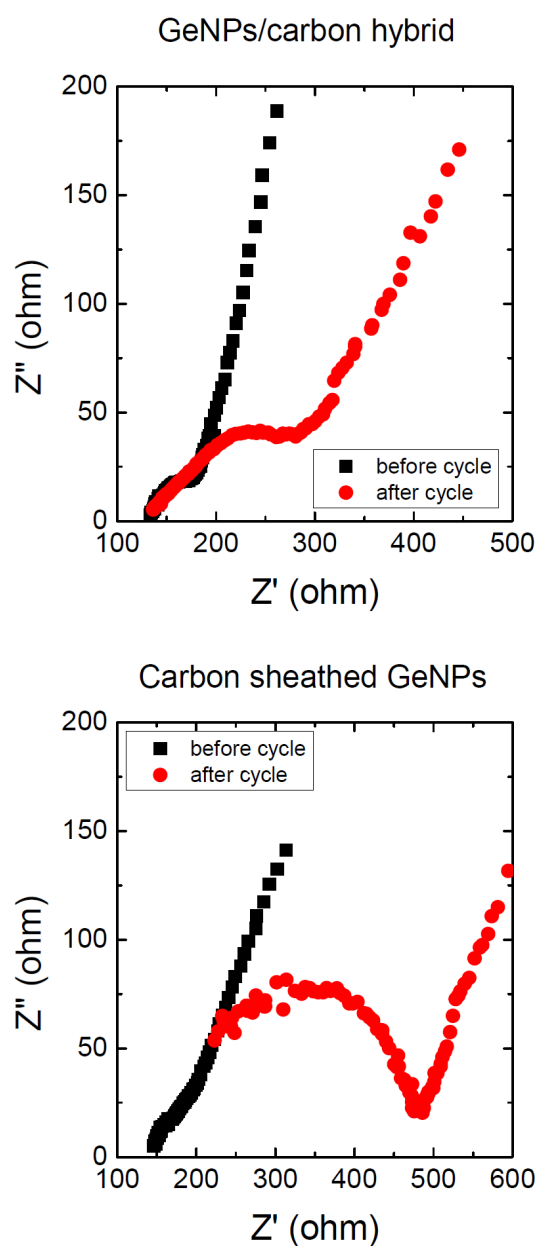 GeNPs/carbon hybrid
200
150
100
50
0
Z" (ohm)
before cycle
after cycle
100 200 300 400 500
Z' (ohm)
Carbon sheathed GeNPs
200
150
100
50
0
Z" (ohm)
before cycle
after cycle
100 200 300 400 500 600
Z' (ohm)